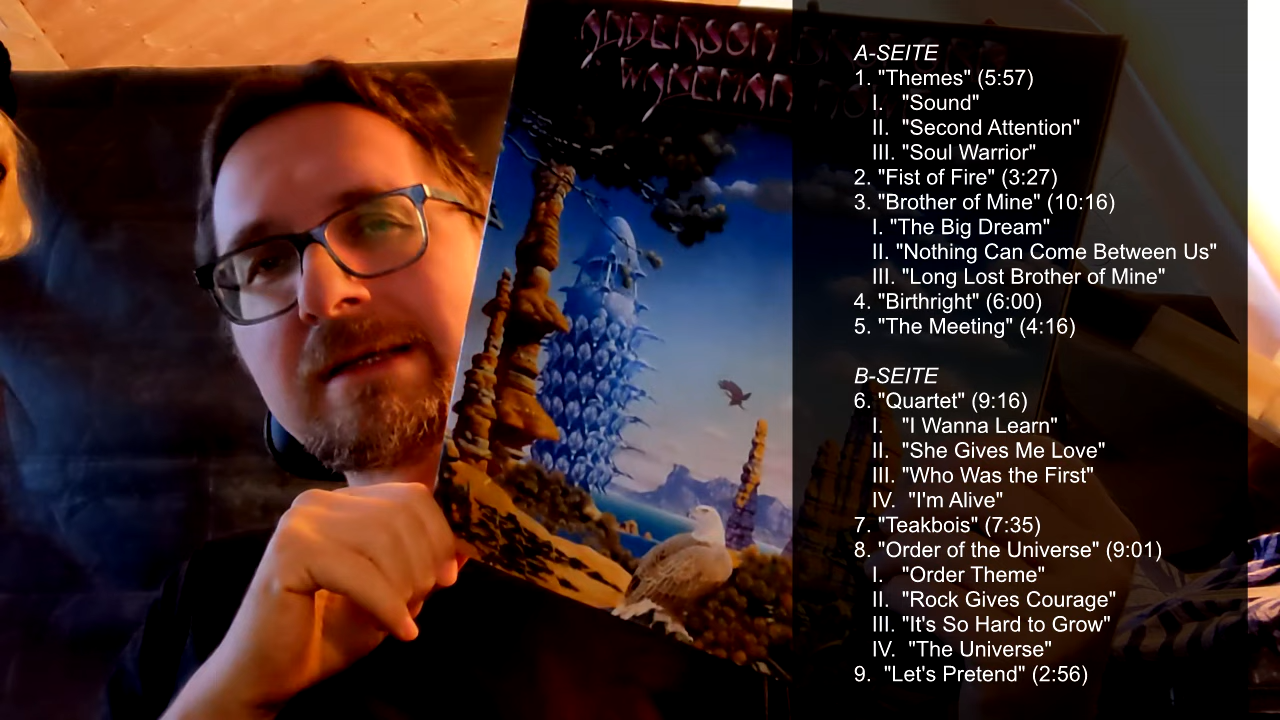 ANDERSON BRUFORD
WAKEMAN HOWE
A-SEITE
1. "Themes" (5:57)
I. "Sound"
II. "Second Attention"
III. "Soul Warrior"
2. "Fist of Fire" (3:27)
3. "Brother of Mine" (10:16)
I. "The Big Dream"
II. "Nothing Can Come Between Us"
III. "Long Lost Brother of Mine"
4. "Birthright" (6:00)
5. "The Meeting" (4:16)
B-SEITE
6. "Quartet" (9:16)
I. "I Wanna Learn"
II. "She Gives Me Love"
III. "Who Was the First"
IV. "I'm Alive"
7. "Teakbois" (7:35)
8. "Order of the Universe" (9:01)
I. "Order Theme"
II. "Rock Gives Courage"
III. "It's So Hard to Grow"
IV. "The Universe"
9. "Let's Pretend" (2:56)